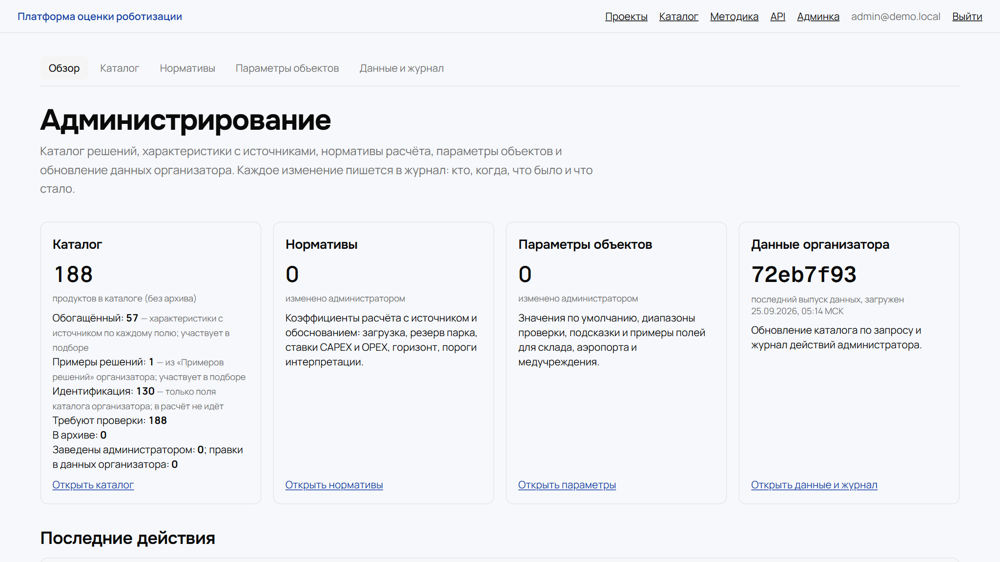 Платформа оценки роботизации
Проекты Каталог Методика API Админка admin@demo.local Выйти
Обзор Каталог Нормативы Параметры объектов Данные и журнал
Администрирование
Каталог решений, характеристики с источниками, нормативы расчёта, параметры объектов и
обновление данных организатора. Каждое изменение пишется в журнал: кто, когда, что было и что
стало.
Каталог
188
продуктов в каталоге (без архива)
Обогащённый: 57 — характеристики с
источником по каждому полю; участвует в
подборе
Примеры решений: 1 — из «Примеров
решений» организатора; участвует в подборе
Идентификация: 130 — только поля
каталога организатора; в расчёт не идёт
Требуют проверки: 188
В архиве: 0
Заведены администратором: 0; правки
в данных организатора: 0
Открыть каталог
Нормативы
0
изменено администратором
Коэффициенты расчёта с источником и
обоснованием: загрузка, резерв парка,
ставки CAPEX и OPEX, горизонт, пороги
интерпретации.
Открыть нормативы
Параметры объектов
0
изменено администратором
Значения по умолчанию, диапазоны
проверки, подсказки и примеры полей
для склада, аэропорта и
медучреждения.
Открыть параметры
Данные организатора
72eb7f93
последний выпуск данных, загружен
25.09.2026, 05:14 МСК
Обновление каталога по запросу и
журнал действий администратора.
Открыть данные и журнал
Последние действия